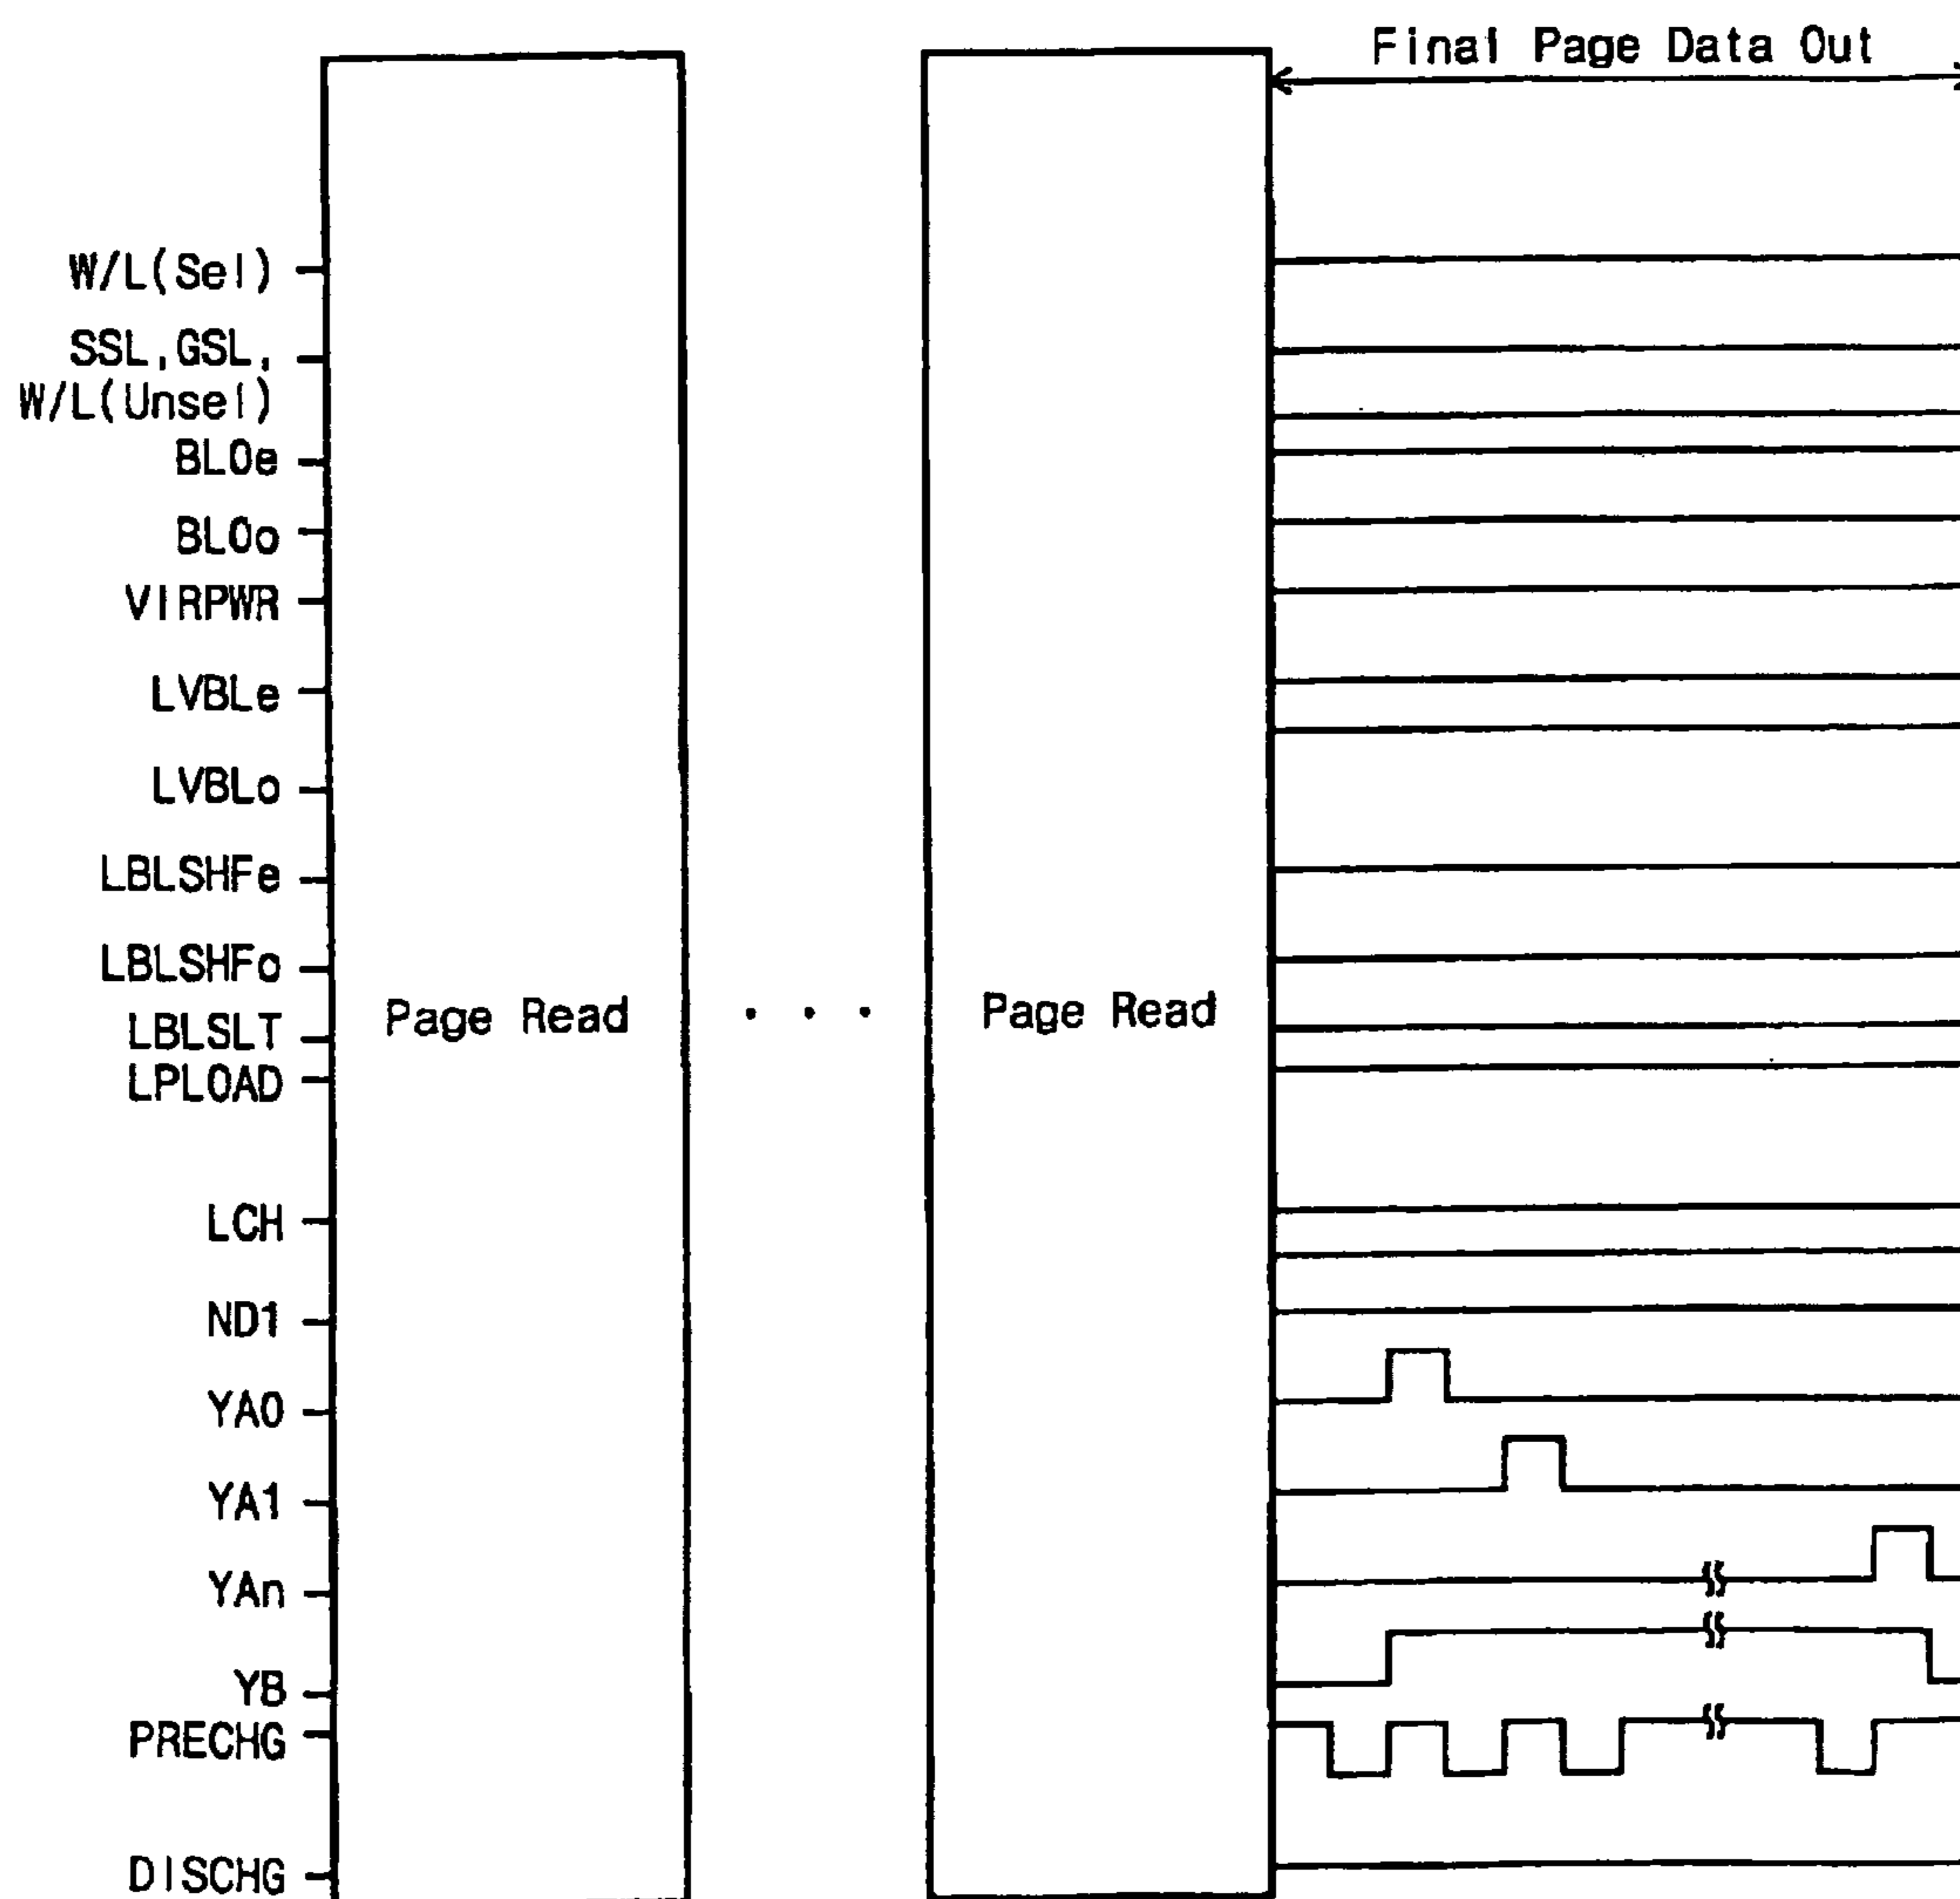 Final Page Data Out
W/L(Sel)
SSL,GSL,
W/L(Unsel)
BL0e
BL0o
VIRPWR
LVBLe
LVBLo
LBLSHFe
LBLSHFo
LBLSLT
LPLOAD
Page Read
. . .
Page Read
LCH
ND1
YA0
YA1
YAn
YB
PRECHG
DISCHG